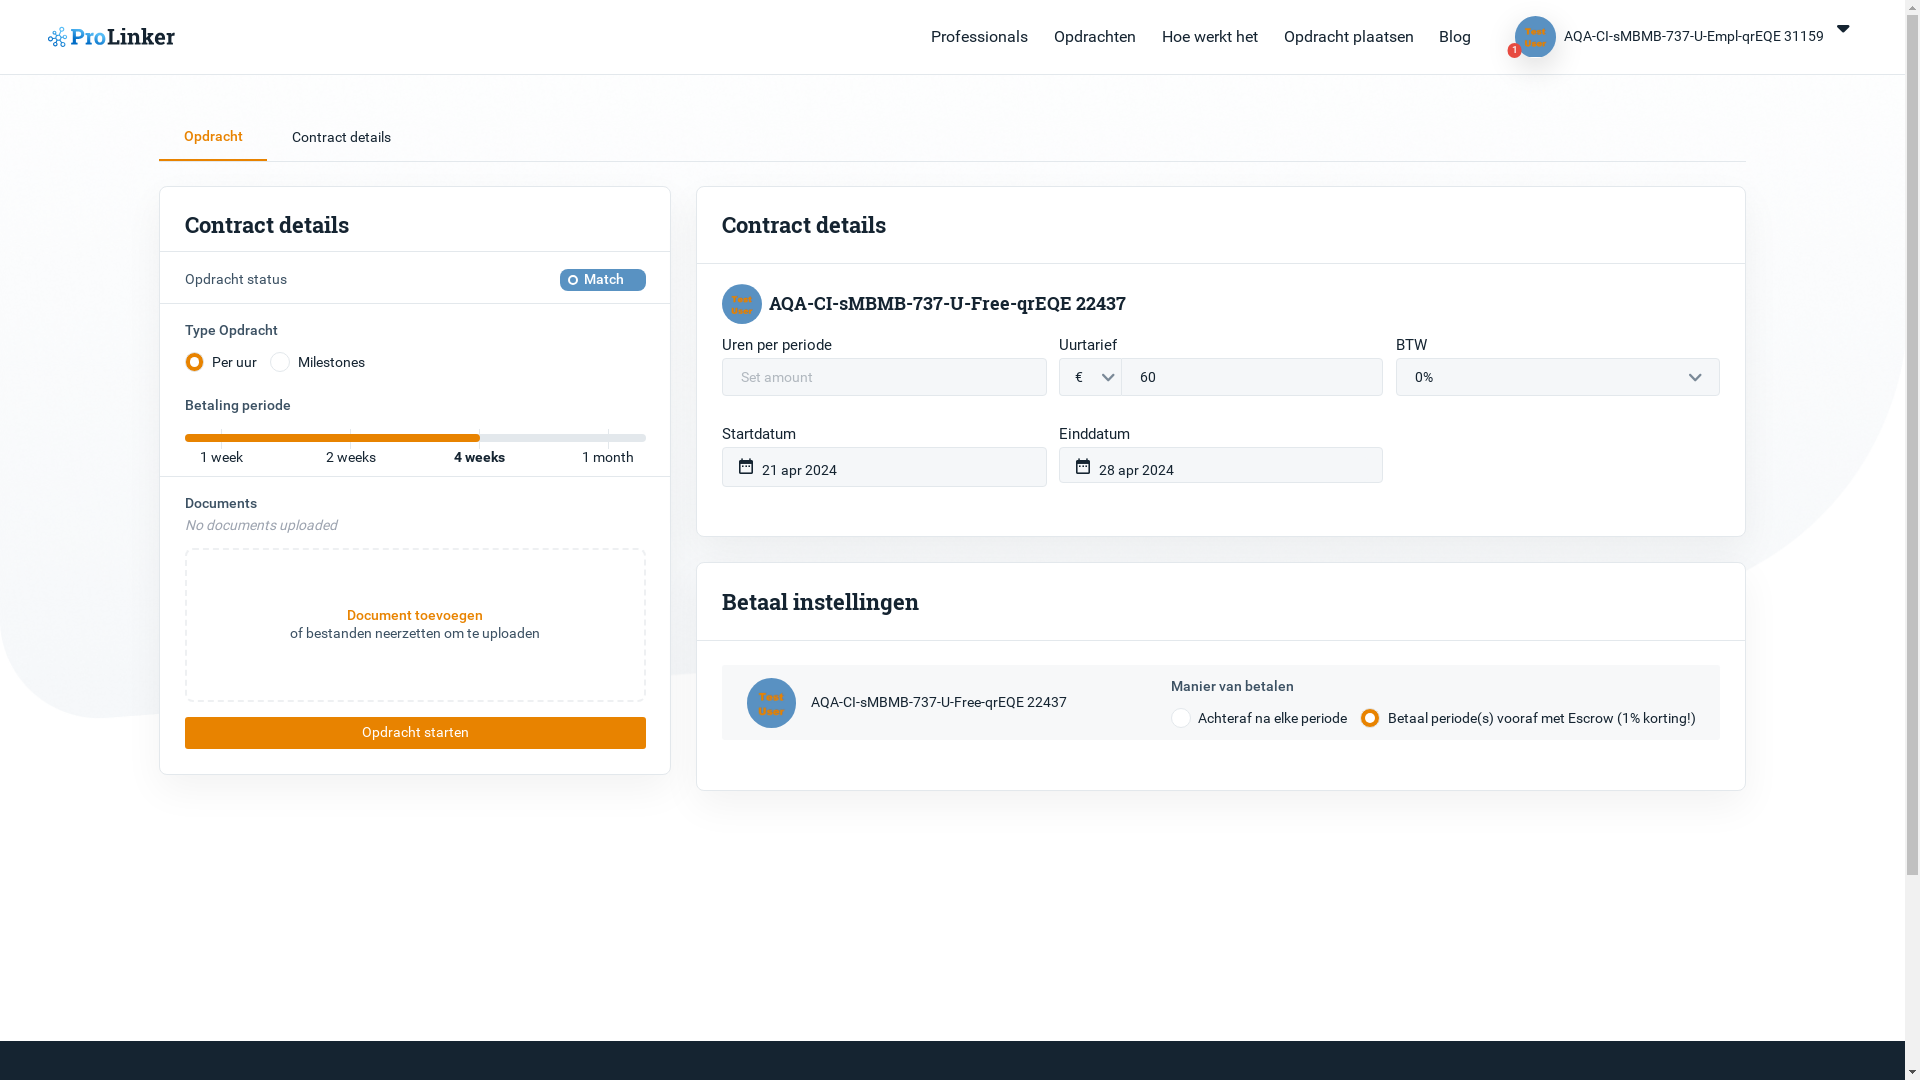 ProLinker
Professionals Opdrachten Hoe werkt het Opdracht plaatsen Blog
Test User
1
AQA-CI-sMBMB-737-U-Empl-qrEQE 31159
Opdracht Contract details
Contract details
Opdracht status Match
Type Opdracht
Per uur Milestones
Betaling periode
1 week 2 weeks 4 weeks 1 month
Documents
No documents uploaded
Document toevoegen
of bestanden neerzetten om te uploaden
Opdracht starten
Contract details
Test User
AQA-CI-sMBMB-737-U-Free-qrEQE 22437
Uren per periode Uurtarief BTW
Set amount € 60 0%
Startdatum Einddatum
21 apr 2024 28 apr 2024
Betaal instellingen
Test User
AQA-CI-sMBMB-737-U-Free-qrEQE 22437
Manier van betalen
Achteraf na elke periode Betaal periode(s) vooraf met Escrow (1% korting!)